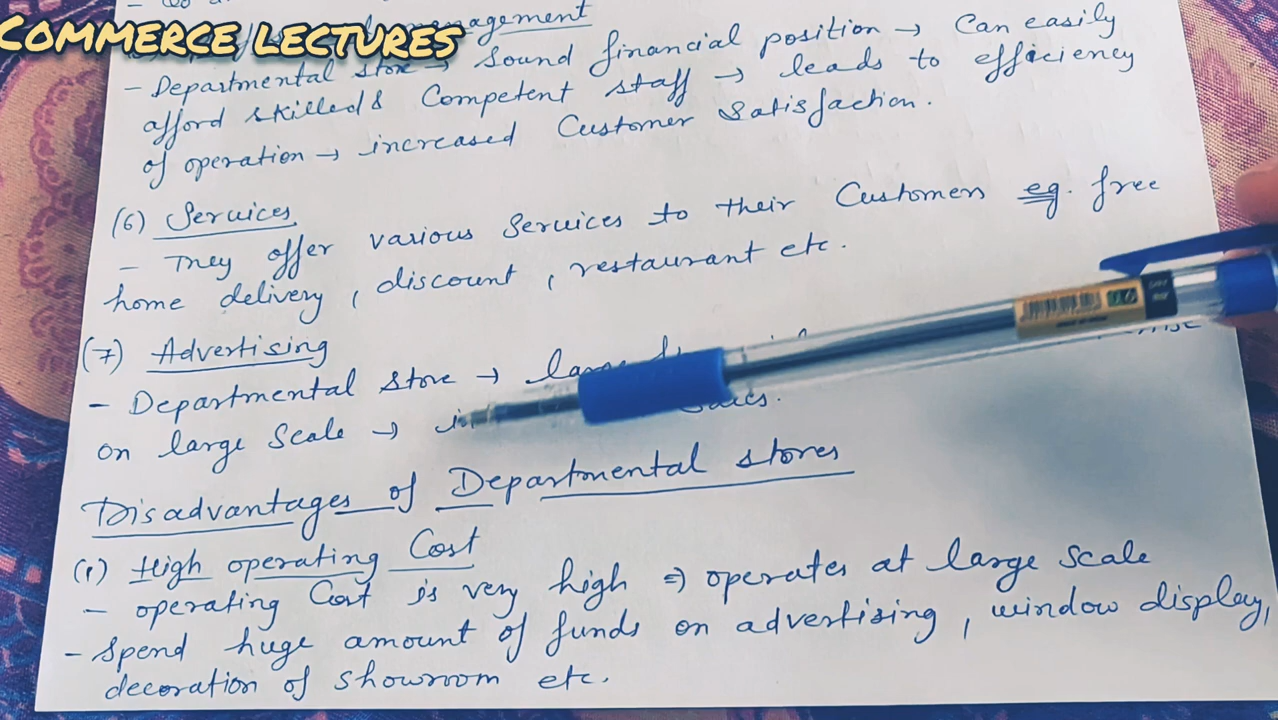 COMMERCE LECTURES
management
- Departmental store → Sound financial position → Can easily
afford skilled & Competent staff → leads to efficiency
of operation → increased Customer Satisfaction.
(6) Services
- They offer various Services to their Customers eg. free
home delivery, discount, restaurant etc.
(7) Advertising
- Departmental store →
on large Scale → Sales.
Disadvantages of Departmental stores
(1) High operating Cost
- operating Cost is very high ⇒ operates at large scale
- Spend huge amount of funds on advertising, window display,
decoration of showroom etc.